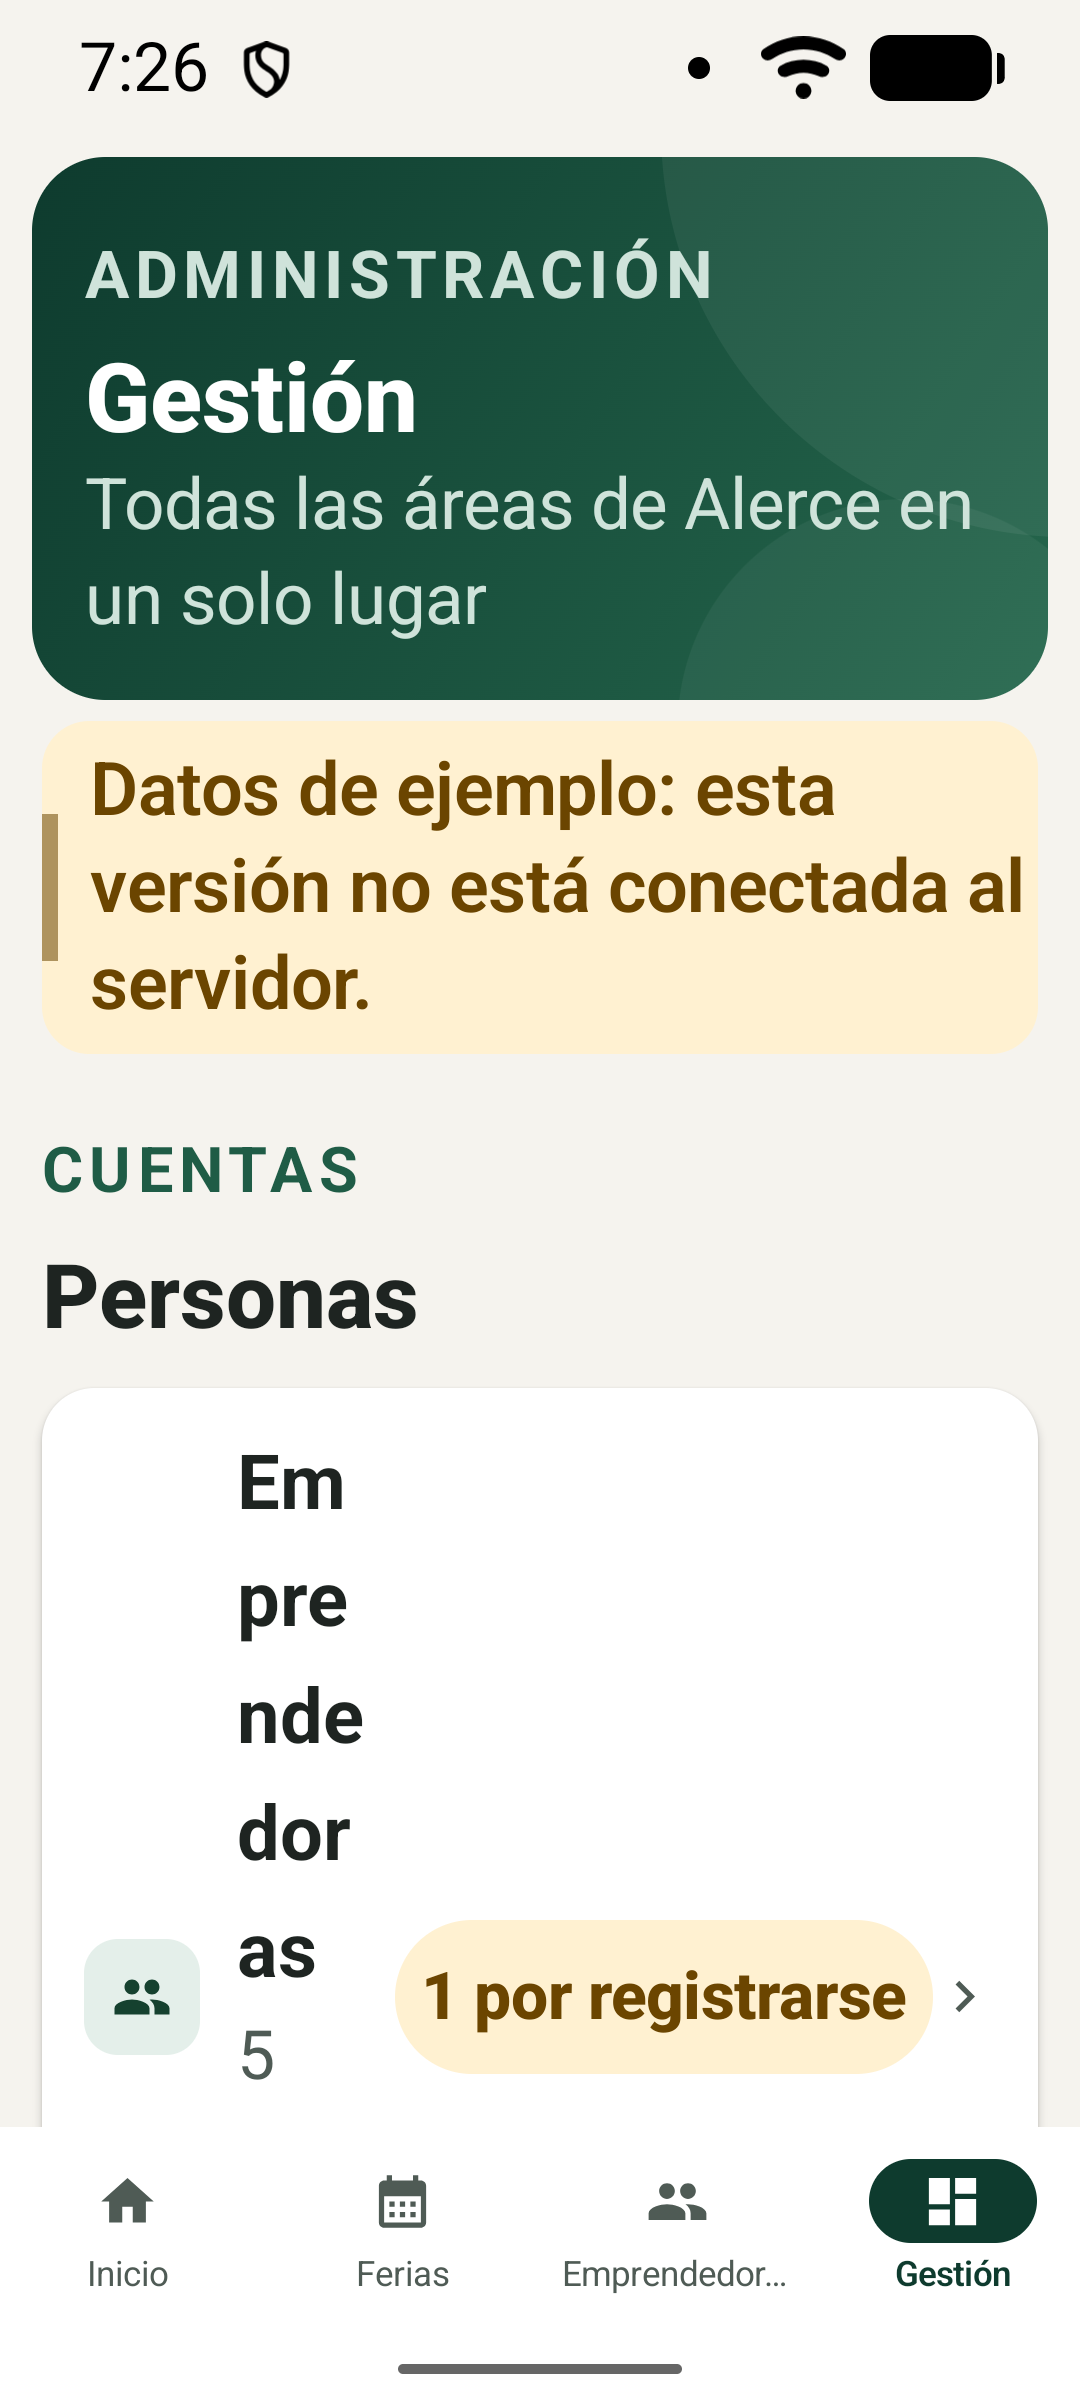 7:26
ADMINISTRACIÓN
Gestión
Todas las áreas de Alerce en
un solo lugar
Datos de ejemplo: esta
versión no está conectada al
servidor.
CUENTAS
Personas
Em
pre
nde
dor
as
5
1 por registrarse
Inicio
Ferias
Emprendedor...
Gestión